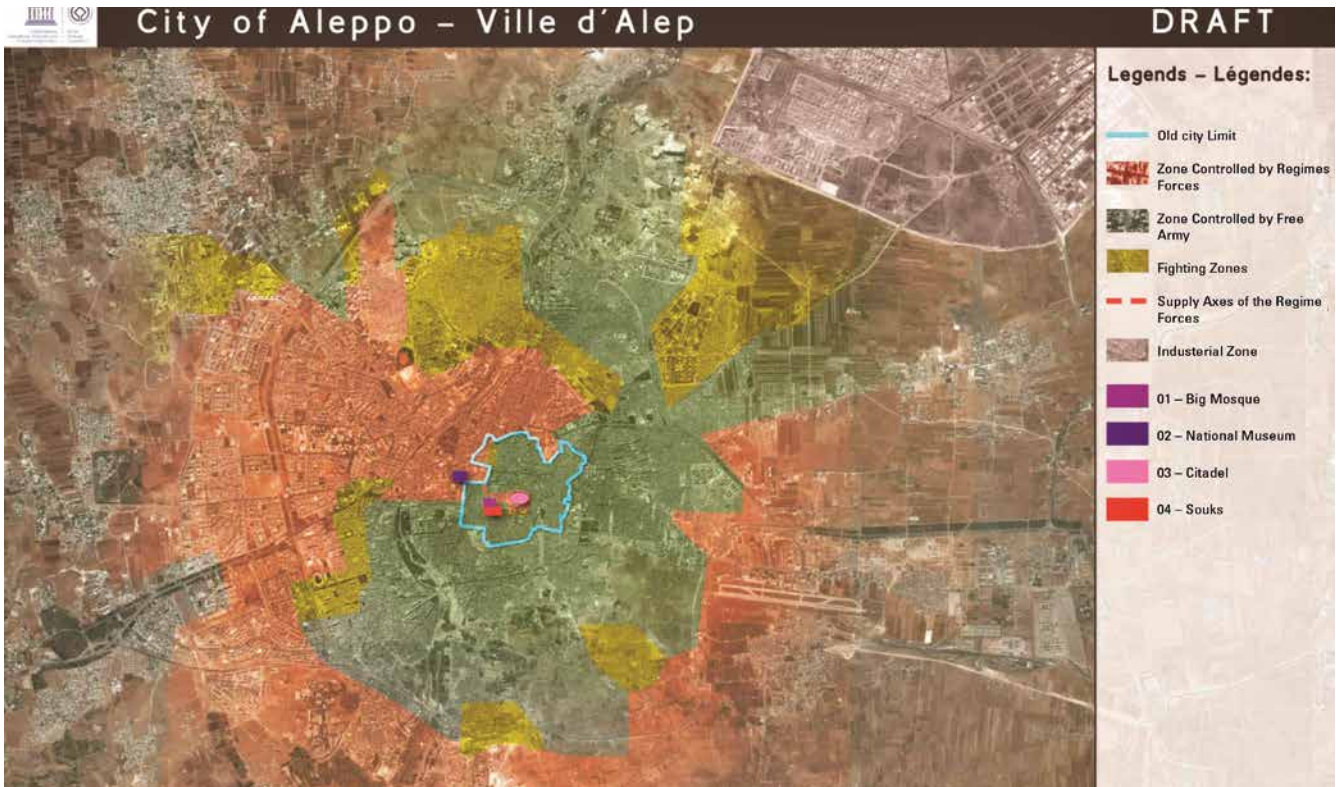 City of Aleppo – Ville d'Alep
DRAFT
Legends – Légendes:
Old city Limit
Zone Controlled by Regimes
Forces
Zone Controlled by Free
Army
Fighting Zones
Supply Axes of the Regime
Forces
Industerial Zone
01 – Big Mosque
02 – National Museum
03 – Citadel
04 – Souks